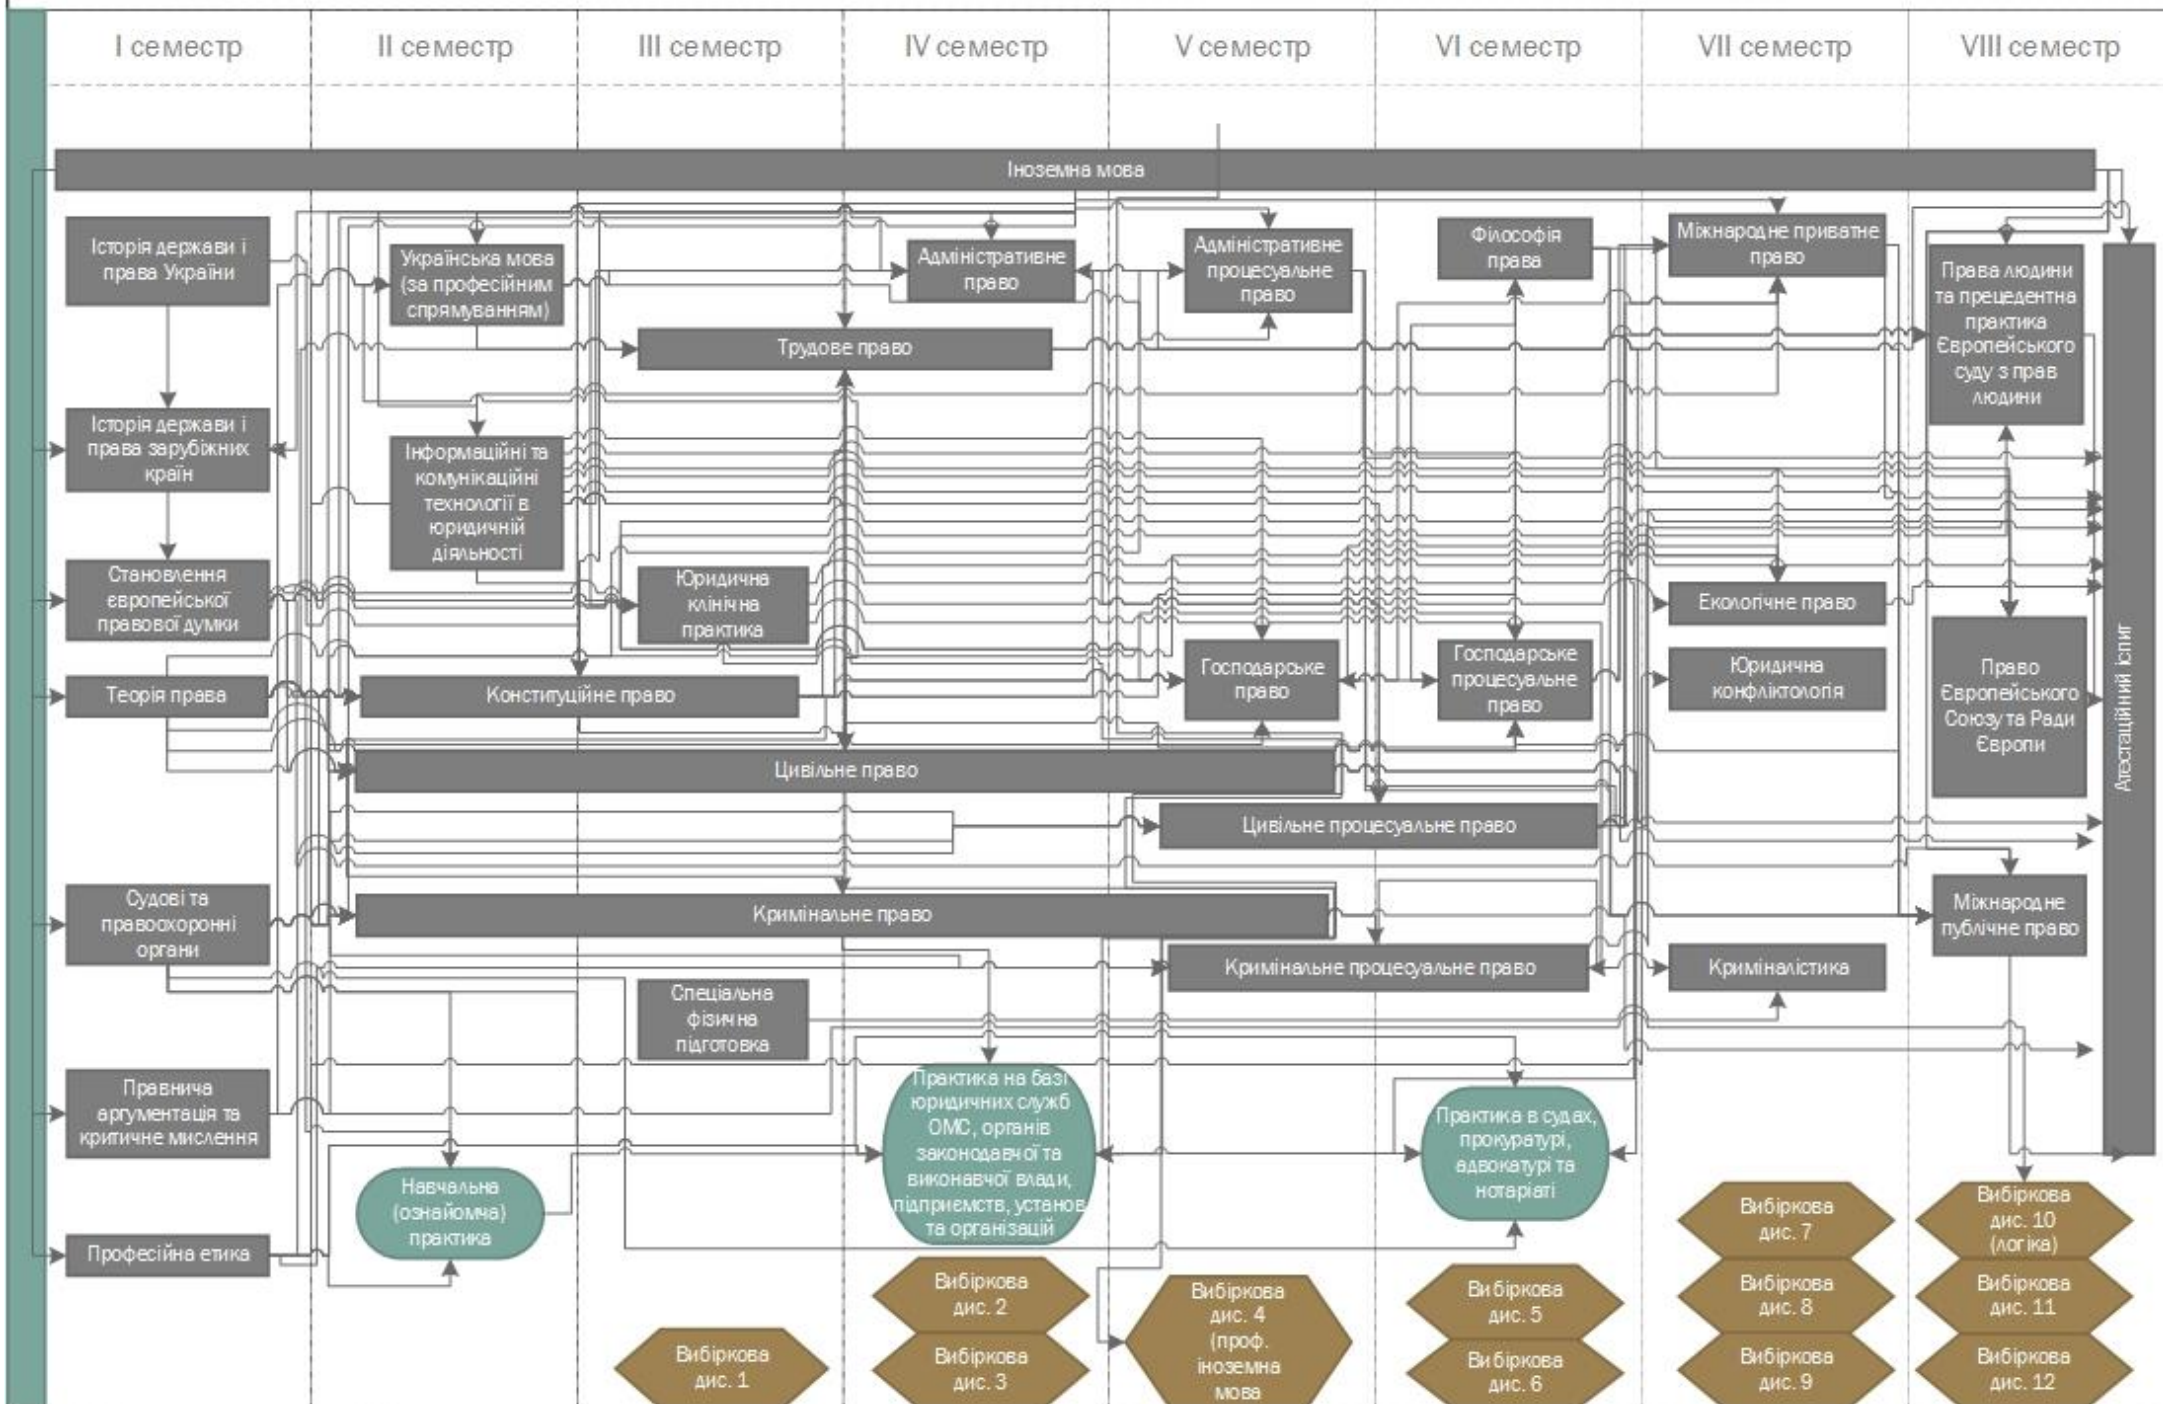 I семестр
II семестр
III семестр
IV семестр
V семестр
VI семестр
VII семестр
VIII семестр
Іноземна мова
Історія держави і
права України
Історія держави і
права зарубіжних
країн
Становлення
європейської
правової думки
Теорія права
Судові та
правоохоронні
органи
Правнича
аргументація та
критичне мислення
Професійна етика
Українська мова
(за професійним
спрямуванням)
Інформаційні та
комунікаційні
технології в
юридичній
діяльності
Конституційне право
Цивільне право
Кримінальне право
Навчальна
(ознайомча)
практика
Трудове право
Юридична
клінічна
практика
Спеціальна
фізична
підготовка
Вибіркова
дис. 1
Адміністративне
право
Практика на базі
юридичних служб
ОМС, органів
законодавчої та
виконавчої влади,
підприємств, установ
та організацій
Вибіркова
дис. 2
Вибіркова
дис. 3
Адміністративне
процесуальне
право
Господарське
право
Цивільне процесуальне право
Кримінальне процесуальне право
Вибіркова
дис. 4
(проф.
іноземна
мова
Філософія
права
Господарське
процесуальне
право
Практика в судах,
прокуратурі,
адвокатурі та
нотаріаті
Вибіркова
дис. 5
Вибіркова
дис. 6
Міжнародне приватне
право
Екологічне право
Юридична
конфліктологія
Криміналістика
Вибіркова
дис. 7
Вибіркова
дис. 8
Вибіркова
дис. 9
Права людини
та прецедентна
практика
Європейського
суду з прав
людини
Право
Європейського
Союзу та Ради
Європи
Міжнародне
публічне право
Вибіркова
дис. 10
(логіка)
Вибіркова
дис. 11
Вибіркова
дис. 12
Атестаційний іспит